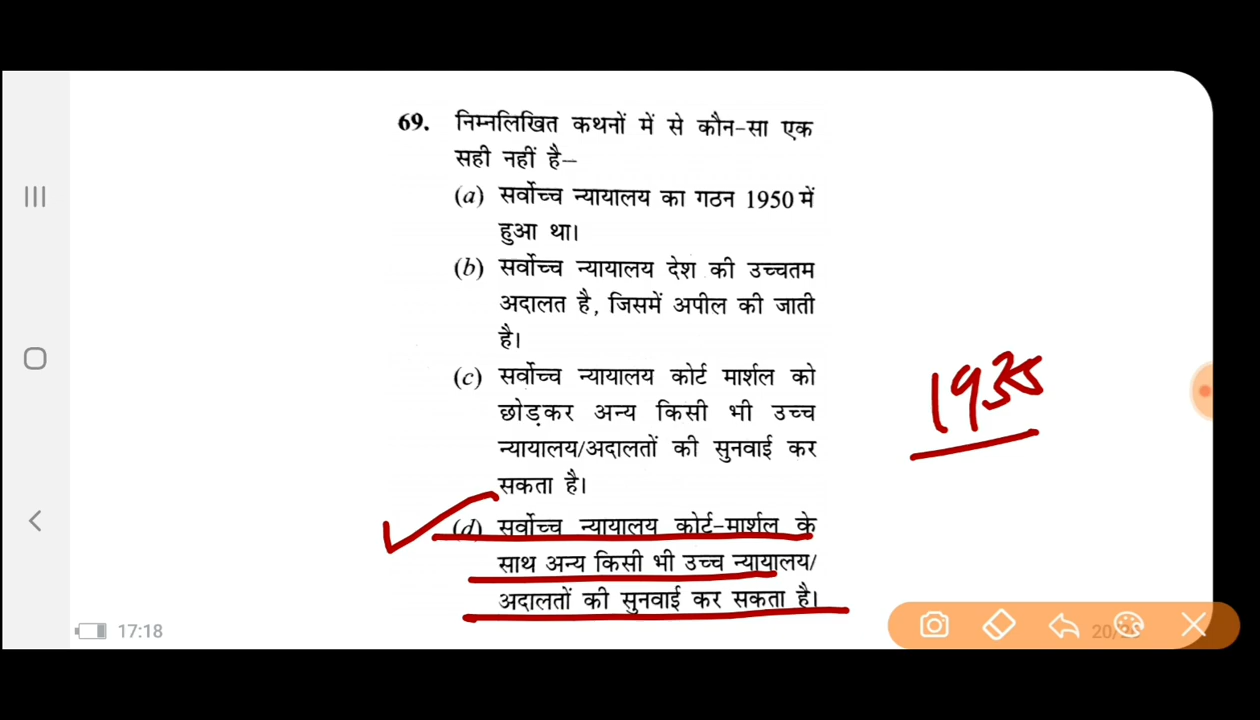 69. निम्नलिखित कथनों में से कौन-सा एक
सही नहीं है–
(a) सर्वोच्च न्यायालय का गठन 1950 में
हुआ था।
(b) सर्वोच्च न्यायालय देश की उच्चतम
अदालत है, जिसमें अपील की जाती
है।
(c) सर्वोच्च न्यायालय कोर्ट मार्शल को
छोड़कर अन्य किसी भी उच्च
न्यायालय/अदालतों की सुनवाई कर
सकता है।
(d) सर्वोच्च न्यायालय कोर्ट-मार्शल के
साथ अन्य किसी भी उच्च न्यायालय/
अदालतों की सुनवाई कर सकता है।
17:18